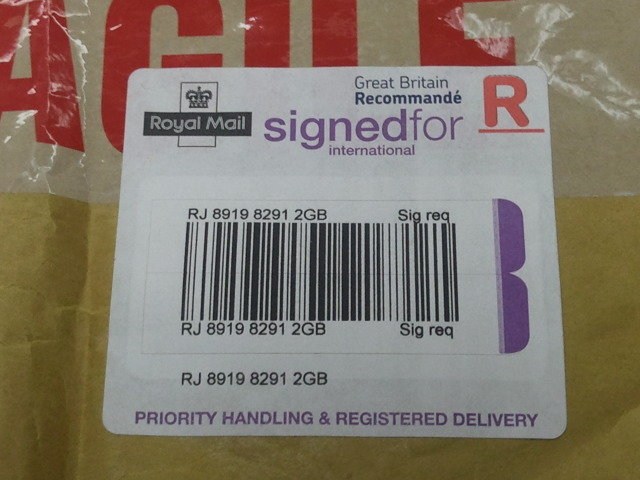 AGILE
Great Britain
Recommandé
R
Royal Mail
signedfor
international
RJ 8919 8291 2GB Sig req
RJ 8919 8291 2GB Sig req
RJ 8919 8291 2GB
PRIORITY HANDLING & REGISTERED DELIVERY